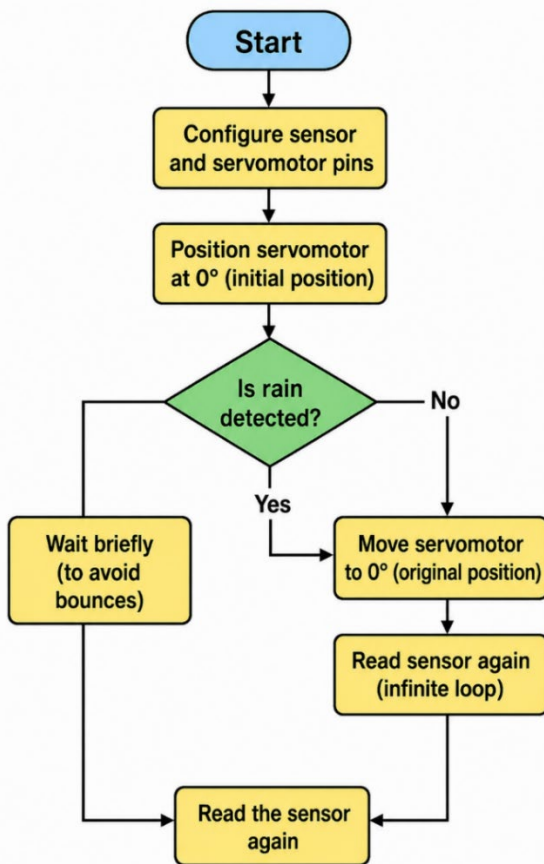 Start
Configure sensor
and servomotor pins
Position servomotor
at 0° (initial position)
Is rain
detected?
No
Yes
Wait briefly
(to avoid
bounces)
Move servomotor
to 0° (original position)
Read sensor again
(infinite loop)
Read the sensor
again